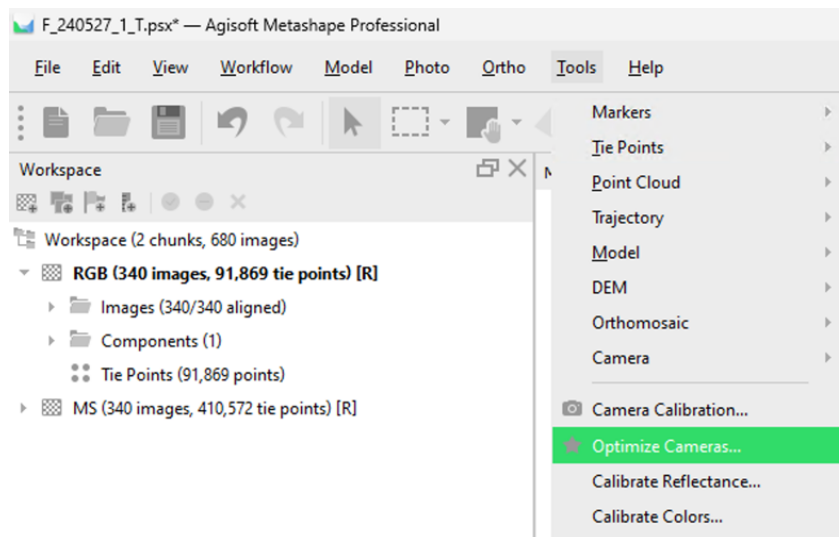 F_240527_1_T.psx* — Agisoft Metashape Professional
File Edit View Workflow Model Photo Ortho Tools Help
Workspace
Workspace (2 chunks, 680 images)
RGB (340 images, 91,869 tie points) [R]
Images (340/340 aligned)
Components (1)
Tie Points (91,869 points)
MS (340 images, 410,572 tie points) [R]
Markers
Tie Points
Point Cloud
Trajectory
Model
DEM
Orthomosaic
Camera
Camera Calibration...
Optimize Cameras...
Calibrate Reflectance...
Calibrate Colors...